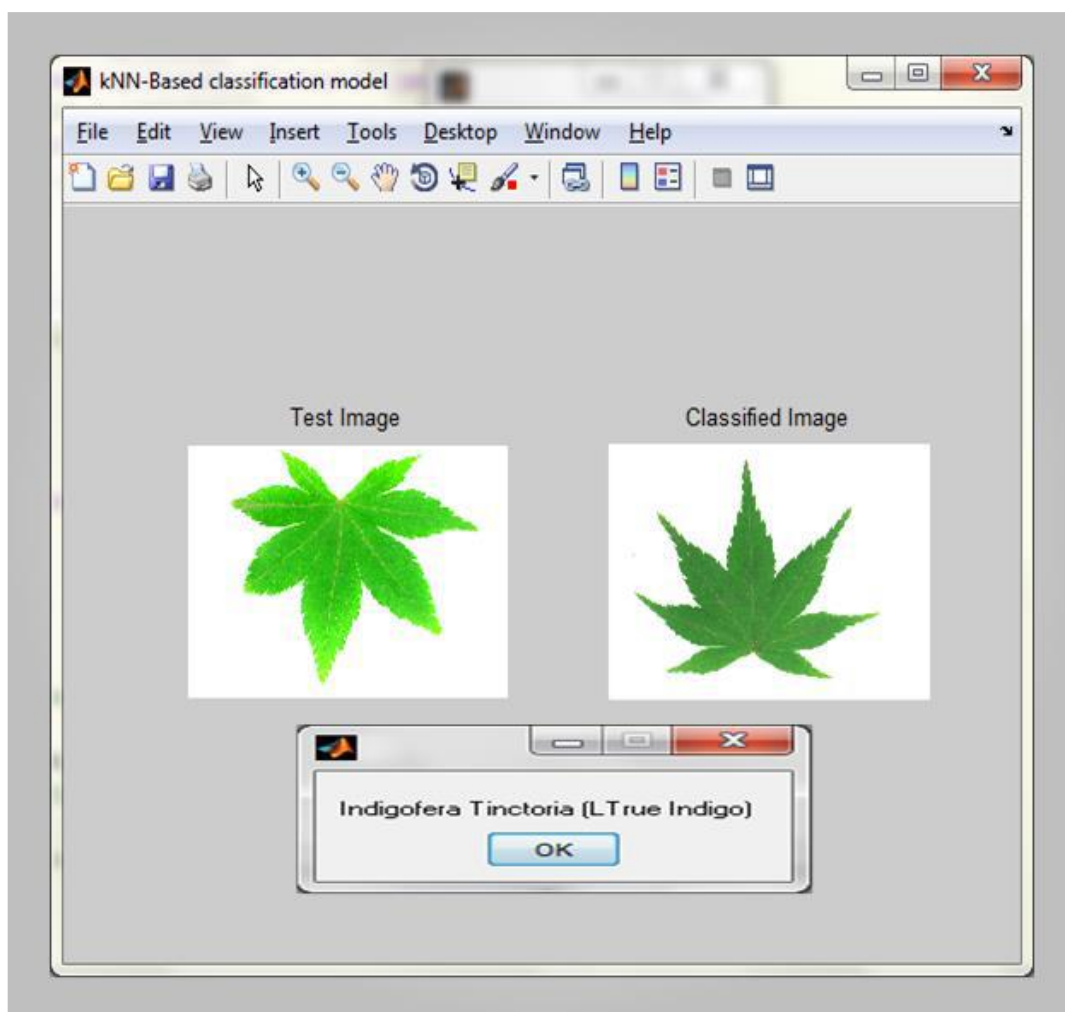 kNN-Based classification model
File Edit View Insert Tools Desktop Window Help
Test Image Classified Image
Indigofera Tinctoria (LTrue Indigo)
OK